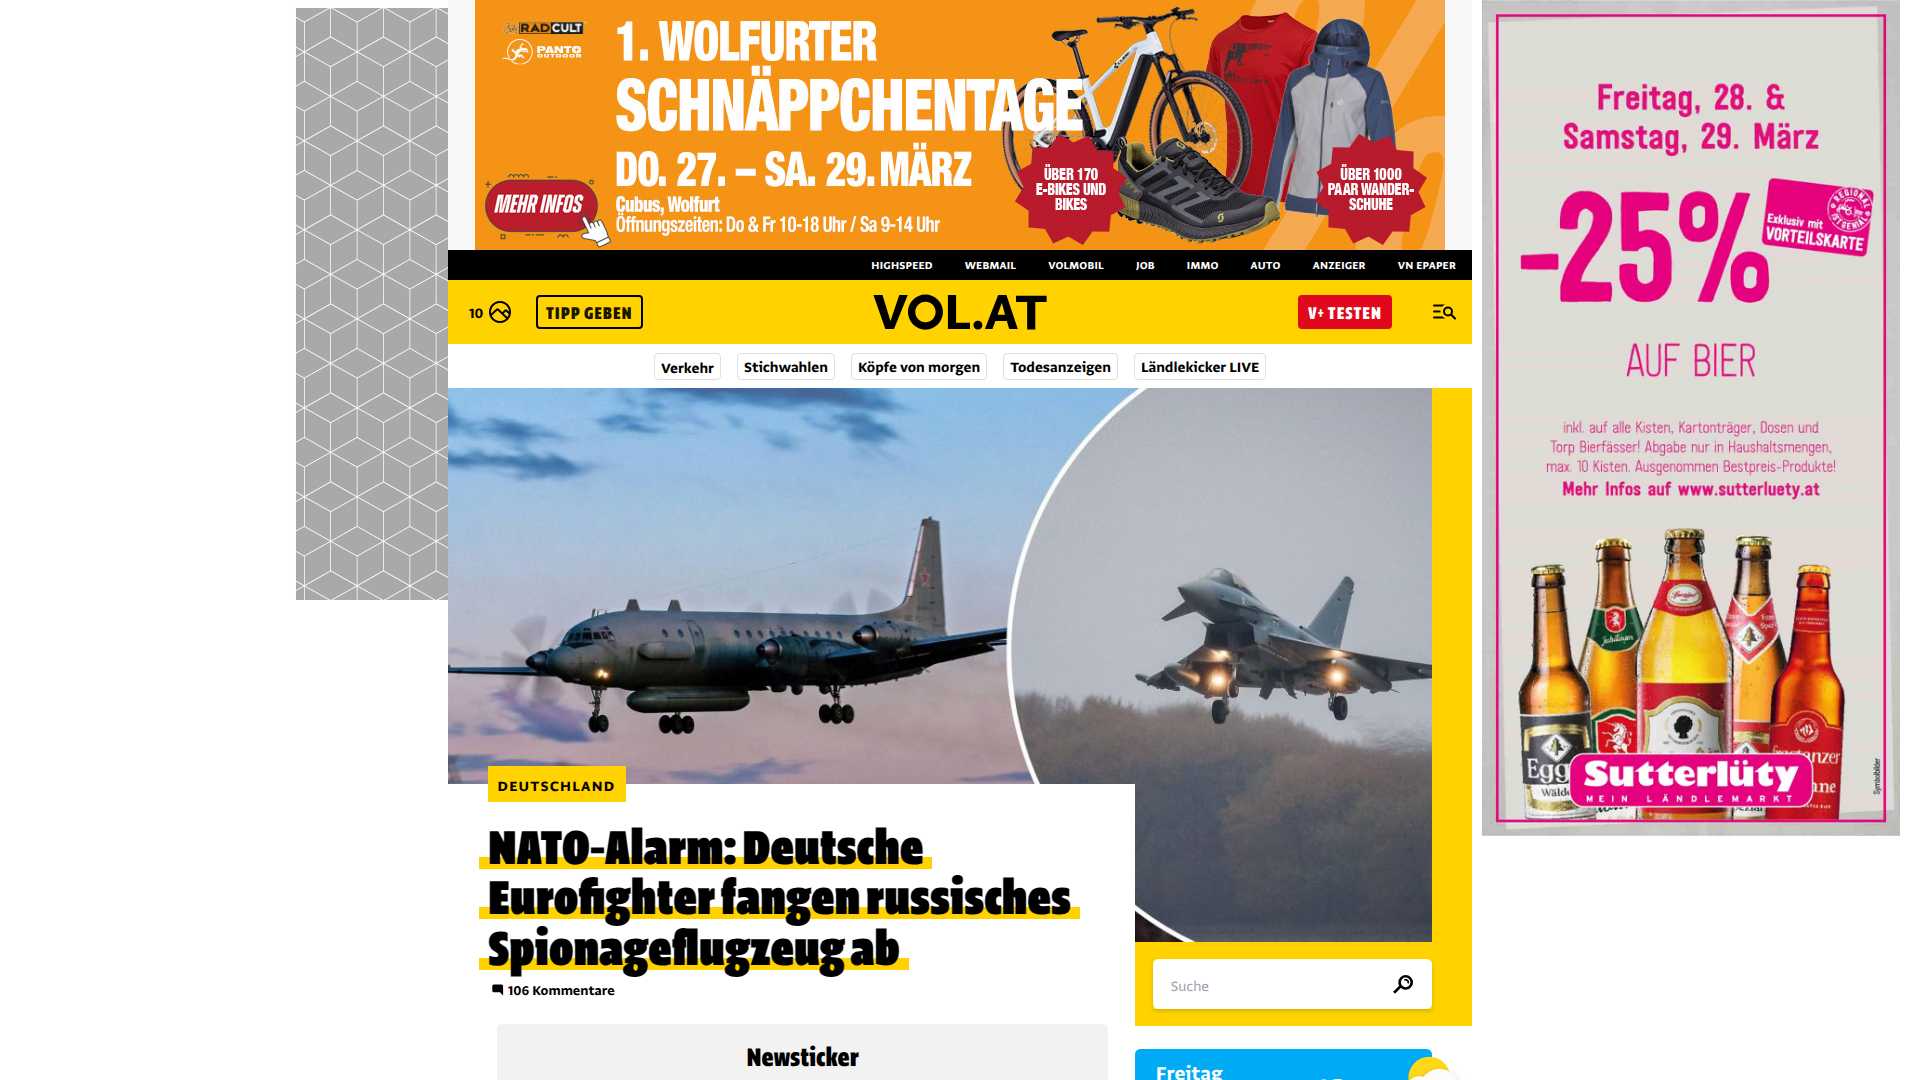 RADCULT
PANTO
OUTDOOR
1. WOLFURTER
SCHNÄPPCHENTAGE
DO. 27. – SA. 29. MÄRZ
Cubus, Wolfurt
Öffnungszeiten: Do & Fr 10-18 Uhr / Sa 9-14 Uhr
MEHR INFOS
ÜBER 170
E-BIKES UND
BIKES
ÜBER 1000
PAAR WANDER-
SCHUHE
HIGHSPEED WEBMAIL VOLMOBIL JOB IMMO AUTO ANZEIGER VN EPAPER
10
TIPP GEBEN
VOL.AT
V+ TESTEN
Verkehr Stichwahlen Köpfe von morgen Todesanzeigen Ländlekicker LIVE
DEUTSCHLAND
NATO-Alarm: Deutsche
Eurofighter fangen russisches
Spionageflugzeug ab
106 Kommentare
Newsticker
Suche
Freitag
Freitag, 28. &
Samstag, 29. März
-25%
Exklusiv mit
VORTEILSKARTE
REGIONAL
IST GENIAL
AUF BIER
inkl. auf alle Kisten, Kartonträger, Dosen und
Torp Bierfässer! Abgabe nur in Haushaltsmengen,
max. 10 Kisten. Ausgenommen Bestpreis-Produkte!
Mehr Infos auf www.sutterluety.at
Egg
Wälde
Sutterlüty
MEIN LÄNDLEMARKT
Symbolbilder